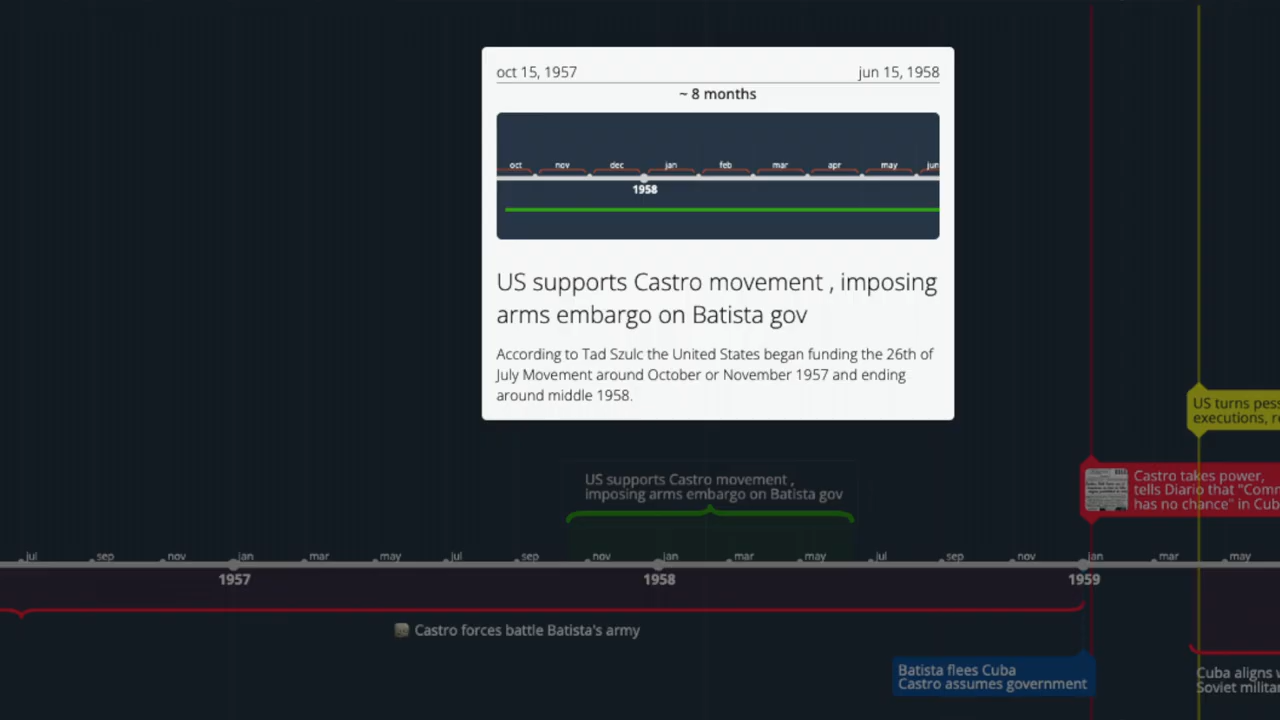 oct 15, 1957 jun 15, 1958
~ 8 months
oct nov dec jan feb mar apr may jun
1958
US supports Castro movement , imposing
arms embargo on Batista gov
According to Tad Szulc the United States began funding the 26th of
July Movement around October or November 1957 and ending
around middle 1958.
US turns pess
executions, r
US supports Castro movement ,
imposing arms embargo on Batista gov
Castro takes power,
tells Diario that "Comm
has no chance" in Cub
jul sep nov jan mar may jul sep nov jan mar may jul sep nov jan mar may
1957 1958 1959
Castro forces battle Batista's army
Batista flees Cuba
Castro assumes government
Cuba aligns w
Soviet milita